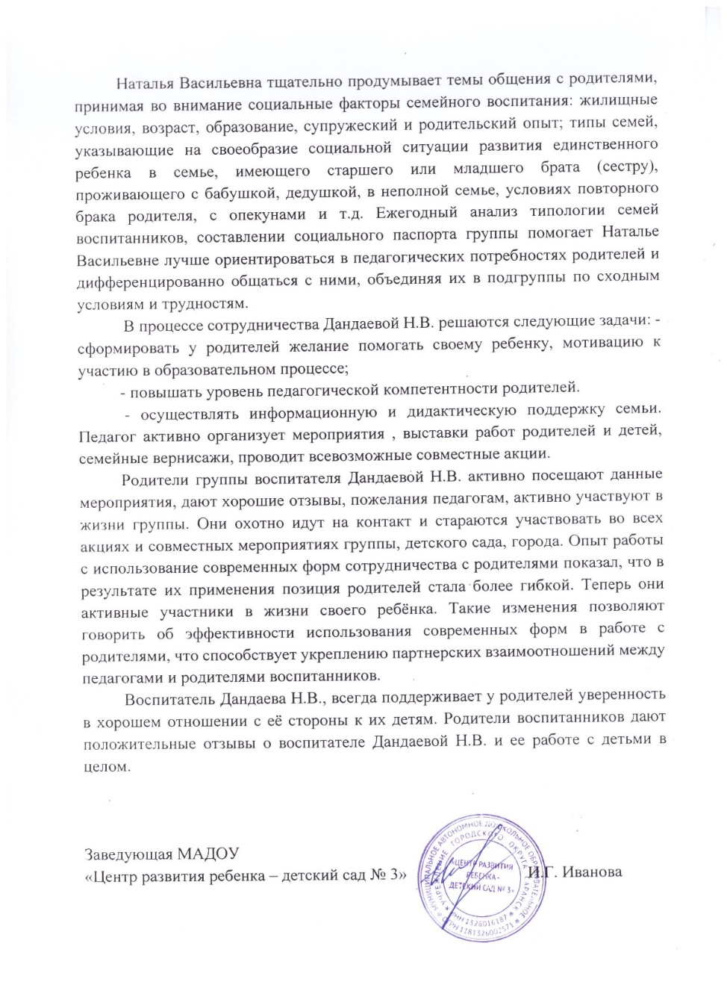 Наталья Васильевна тщательно продумывает темы общения с родителями,
принимая во внимание социальные факторы семейного воспитания: жилищные
условия, возраст, образование, супружеский и родительский опыт; типы семей,
указывающие на своеобразие социальной ситуации развития единственного
ребенка в семье, имеющего старшего или младшего брата (сестру),
проживающего с бабушкой, дедушкой, в неполной семье, условиях повторного
брака родителя, с опекунами и т.д. Ежегодный анализ типологии семей
воспитанников, составлении социального паспорта группы помогает Наталье
Васильевне лучше ориентироваться в педагогических потребностях родителей и
дифференцированно общаться с ними, объединяя их в подгруппы по сходным
условиям и трудностям.
В процессе сотрудничества Дандаевой Н.В. решаются следующие задачи: -
сформировать у родителей желание помогать своему ребенку, мотивацию к
участию в образовательном процессе;
- повышать уровень педагогической компетентности родителей.
- осуществлять информационную и дидактическую поддержку семьи.
Педагог активно организует мероприятия , выставки работ родителей и детей,
семейные вернисажи, проводит всевозможные совместные акции.
Родители группы воспитателя Дандаевой Н.В. активно посещают данные
мероприятия, дают хорошие отзывы, пожелания педагогам, активно участвуют в
жизни группы. Они охотно идут на контакт и стараются участвовать во всех
акциях и совместных мероприятиях группы, детского сада, города. Опыт работы
с использование современных форм сотрудничества с родителями показал, что в
результате их применения позиция родителей стала более гибкой. Теперь они
активные участники в жизни своего ребёнка. Такие изменения позволяют
говорить об эффективности использования современных форм в работе с
родителями, что способствует укреплению партнерских взаимоотношений между
педагогами и родителями воспитанников.
Воспитатель Дандаева Н.В., всегда поддерживает у родителей уверенность
в хорошем отношении с её стороны к их детям. Родители воспитанников дают
положительные отзывы о воспитателе Дандаевой Н.В. и ее работе с детьми в
целом.
Заведующая МАДОУ
«Центр развития ребенка – детский сад № 3» И.Г. Иванова
МУНИЦИПАЛЬНОЕ АВТОНОМНОЕ ДОШКОЛЬНОЕ ОБРАЗОВАТЕЛЬНОЕ
УЧРЕЖДЕНИЕ ГОРОДСКОГО ОКРУГА САРАНСК
«ЦЕНТР РАЗВИТИЯ
РЕБЕНКА -
ДЕТСКИЙ САД № 3»
ИНН 1328016187
ОГРН 1181326002571